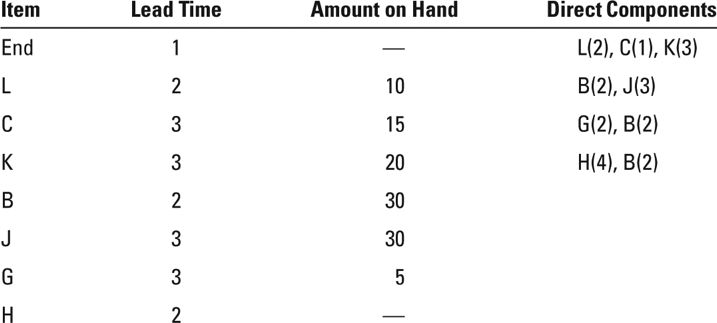 Item Lead Time Amount on Hand Direct Components
End 1 — L(2), C(1), K(3)
L 2 10 B(2), J(3)
C 3 15 G(2), B(2)
K 3 20 H(4), B(2)
B 2 30
J 3 30
G 3 5
H 2 —